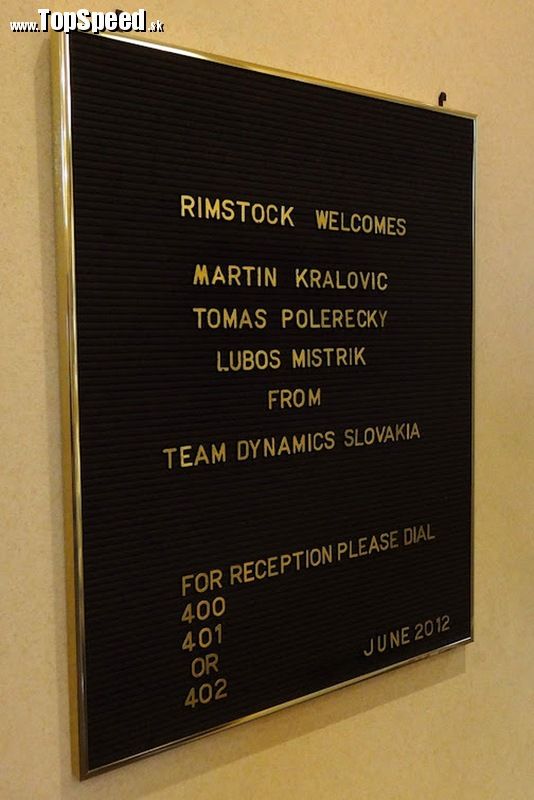 www.TopSpeed.sk
RIMSTOCK WELCOMES
MARTIN KRALOVIC
TOMAS POLERECKY
LUBOS MISTRIK
FROM
TEAM DYNAMICS SLOVAKIA
FOR RECEPTION PLEASE DIAL
400
401
OR
402
JUNE 2012